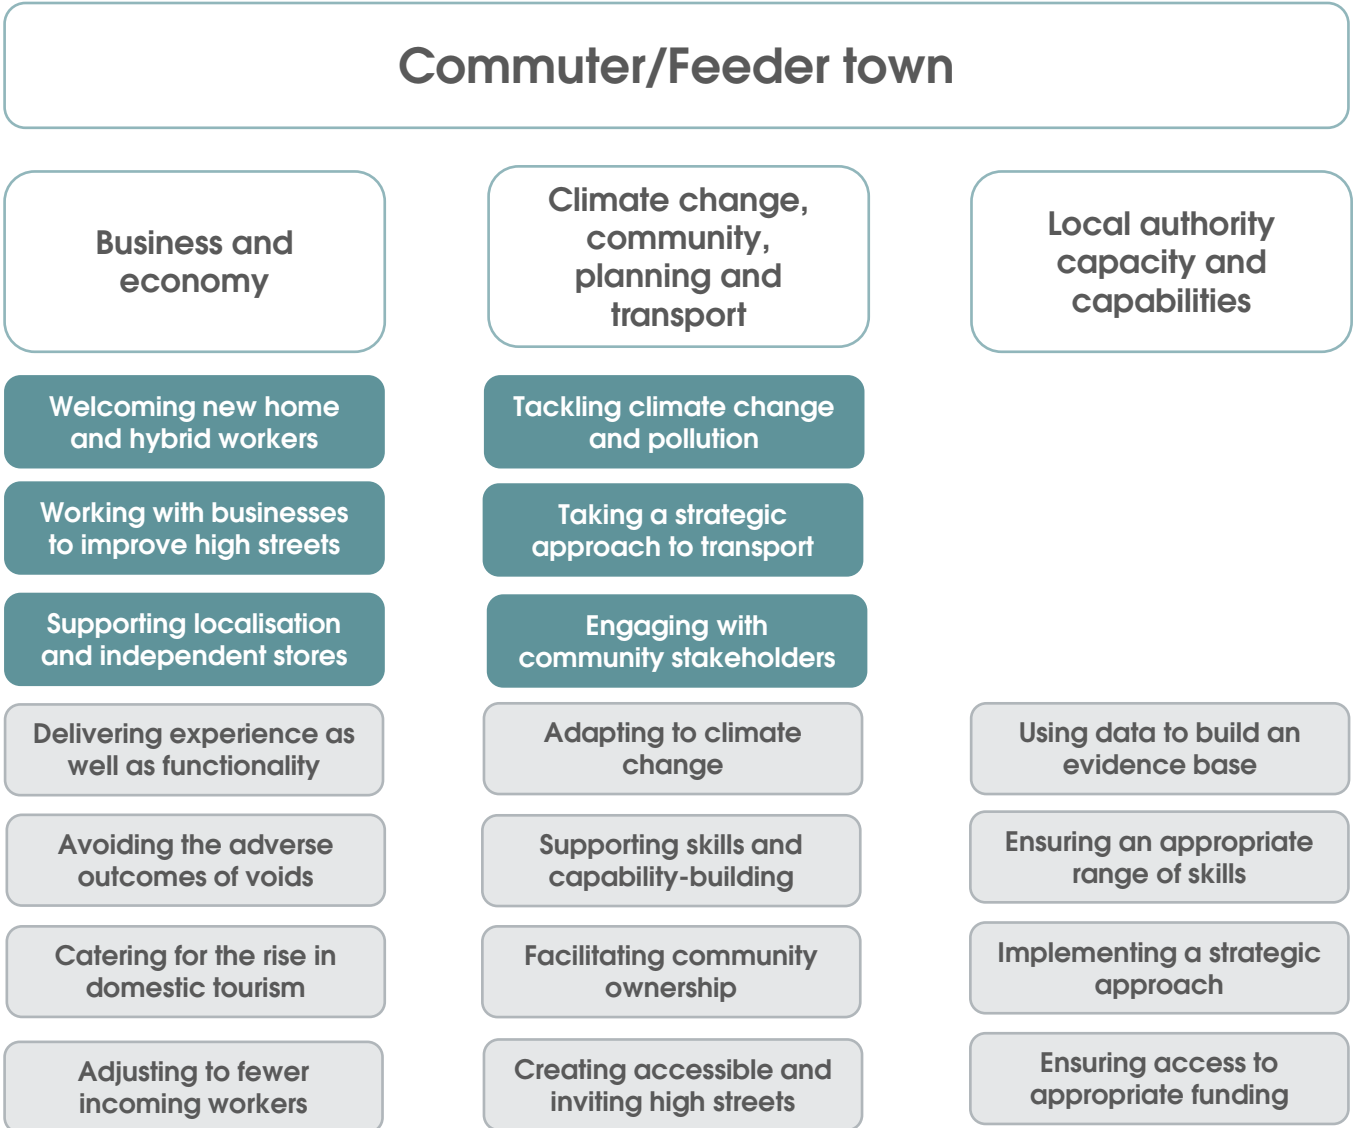 Commuter/Feeder town
Business and
economy
Climate change,
community,
planning and
transport
Local authority
capacity and
capabilities
Welcoming new home
and hybrid workers
Working with businesses
to improve high streets
Supporting localisation
and independent stores
Delivering experience as
well as functionality
Avoiding the adverse
outcomes of voids
Catering for the rise in
domestic tourism
Adjusting to fewer
incoming workers
Tackling climate change
and pollution
Taking a strategic
approach to transport
Engaging with
community stakeholders
Adapting to climate
change
Supporting skills and
capability-building
Facilitating community
ownership
Creating accessible and
inviting high streets
Using data to build an
evidence base
Ensuring an appropriate
range of skills
Implementing a strategic
approach
Ensuring access to
appropriate funding